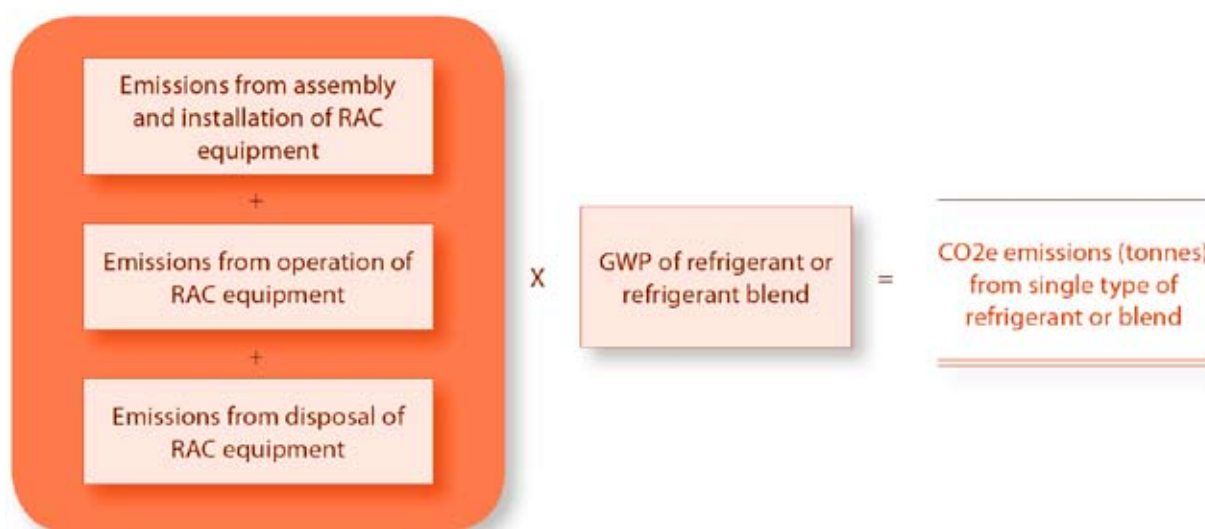 Emissions from assembly
and installation of RAC
equipment
+
Emissions from operation of
RAC equipment
+
Emissions from disposal of
RAC equipment
X
GWP of refrigerant or
refrigerant blend
=
CO2e emissions (tonnes)
from single type of
refrigerant or blend